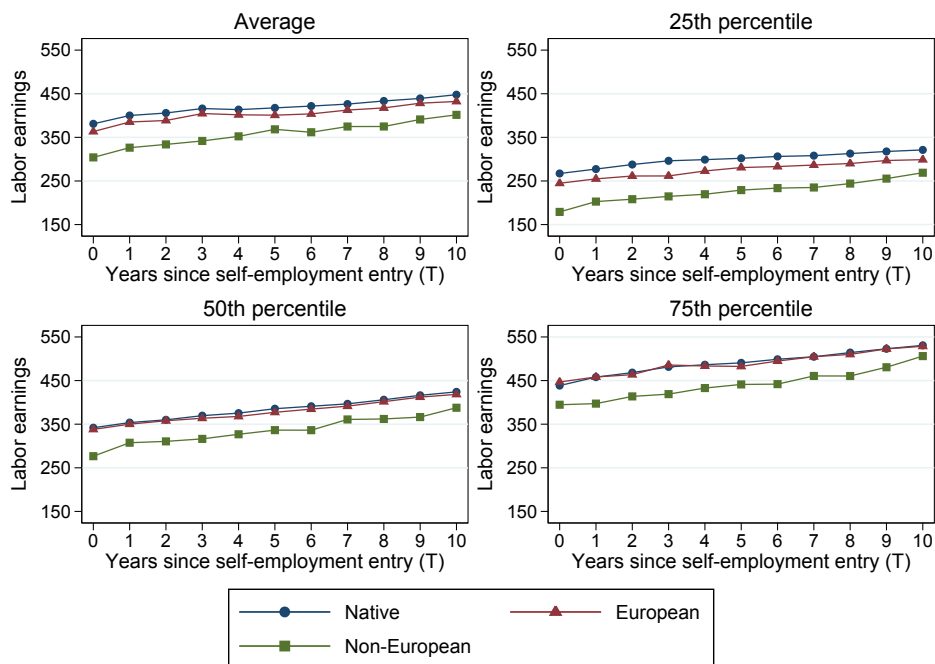 Average
550
450
350
250
150
Labor earnings
0 1 2 3 4 5 6 7 8 9 10
Years since self-employment entry (T)
25th percentile
550
450
350
250
150
Labor earnings
0 1 2 3 4 5 6 7 8 9 10
Years since self-employment entry (T)
50th percentile
550
450
350
250
150
Labor earnings
0 1 2 3 4 5 6 7 8 9 10
Years since self-employment entry (T)
75th percentile
550
450
350
250
150
Labor earnings
0 1 2 3 4 5 6 7 8 9 10
Years since self-employment entry (T)
Native
European
Non-European